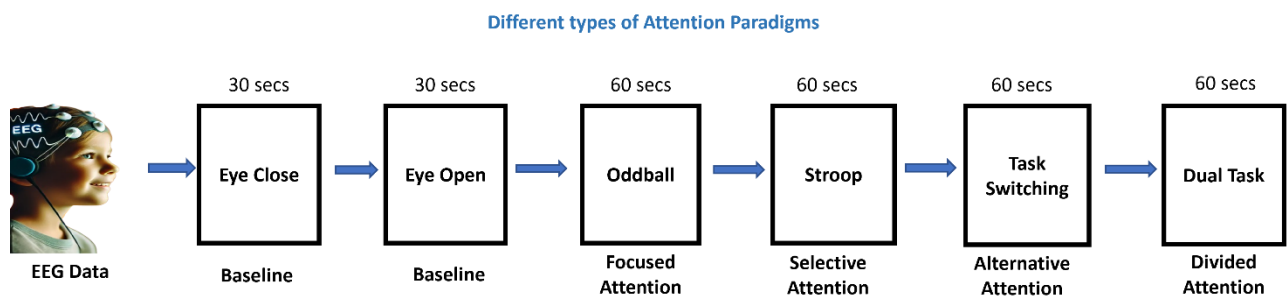 Different types of Attention Paradigms
30 secs
30 secs
60 secs
60 secs
60 secs
60 secs
EEG
Eye Close
Eye Open
Oddball
Stroop
Task
Switching
Dual Task
EEG Data
Baseline
Baseline
Focused
Attention
Selective
Attention
Alternative
Attention
Divided
Attention